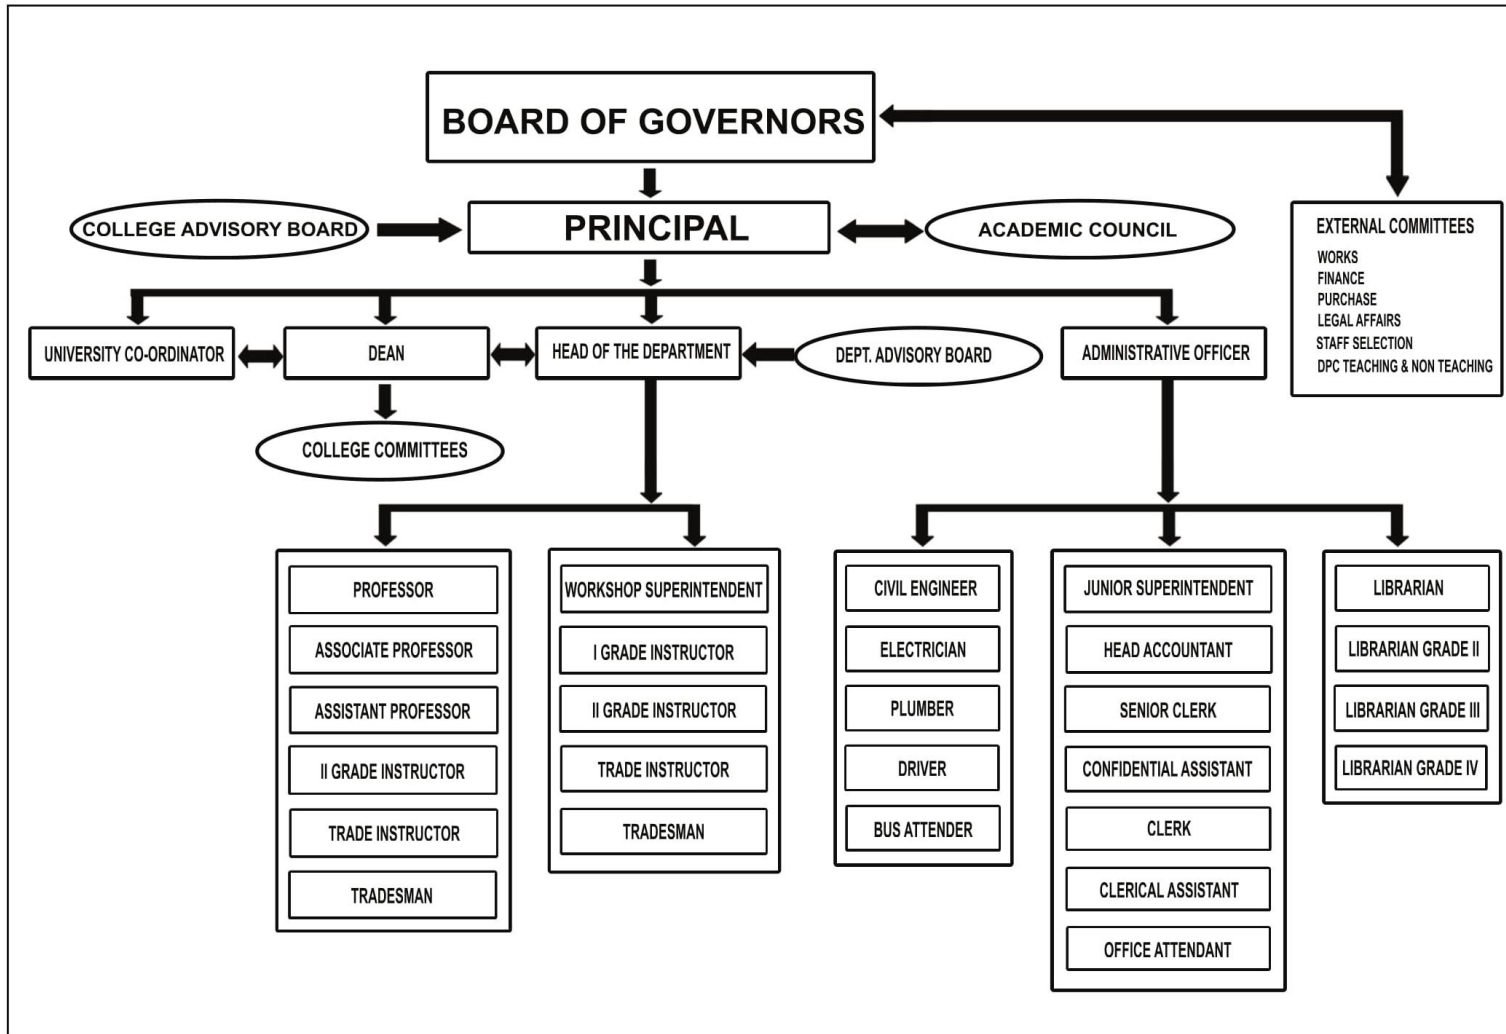 BOARD OF GOVERNORS
COLLEGE ADVISORY BOARD
PRINCIPAL
ACADEMIC COUNCIL
EXTERNAL COMMITTEES
WORKS
FINANCE
PURCHASE
LEGAL AFFAIRS
STAFF SELECTION
DPC TEACHING & NON TEACHING
UNIVERSITY CO-ORDINATOR
DEAN
HEAD OF THE DEPARTMENT
DEPT. ADVISORY BOARD
ADMINISTRATIVE OFFICER
COLLEGE COMMITTEES
PROFESSOR
ASSOCIATE PROFESSOR
ASSISTANT PROFESSOR
II GRADE INSTRUCTOR
TRADE INSTRUCTOR
TRADESMAN
WORKSHOP SUPERINTENDENT
I GRADE INSTRUCTOR
II GRADE INSTRUCTOR
TRADE INSTRUCTOR
TRADESMAN
CIVIL ENGINEER
ELECTRICIAN
PLUMBER
DRIVER
BUS ATTENDER
JUNIOR SUPERINTENDENT
HEAD ACCOUNTANT
SENIOR CLERK
CONFIDENTIAL ASSISTANT
CLERK
CLERICAL ASSISTANT
OFFICE ATTENDANT
LIBRARIAN
LIBRARIAN GRADE II
LIBRARIAN GRADE III
LIBRARIAN GRADE IV